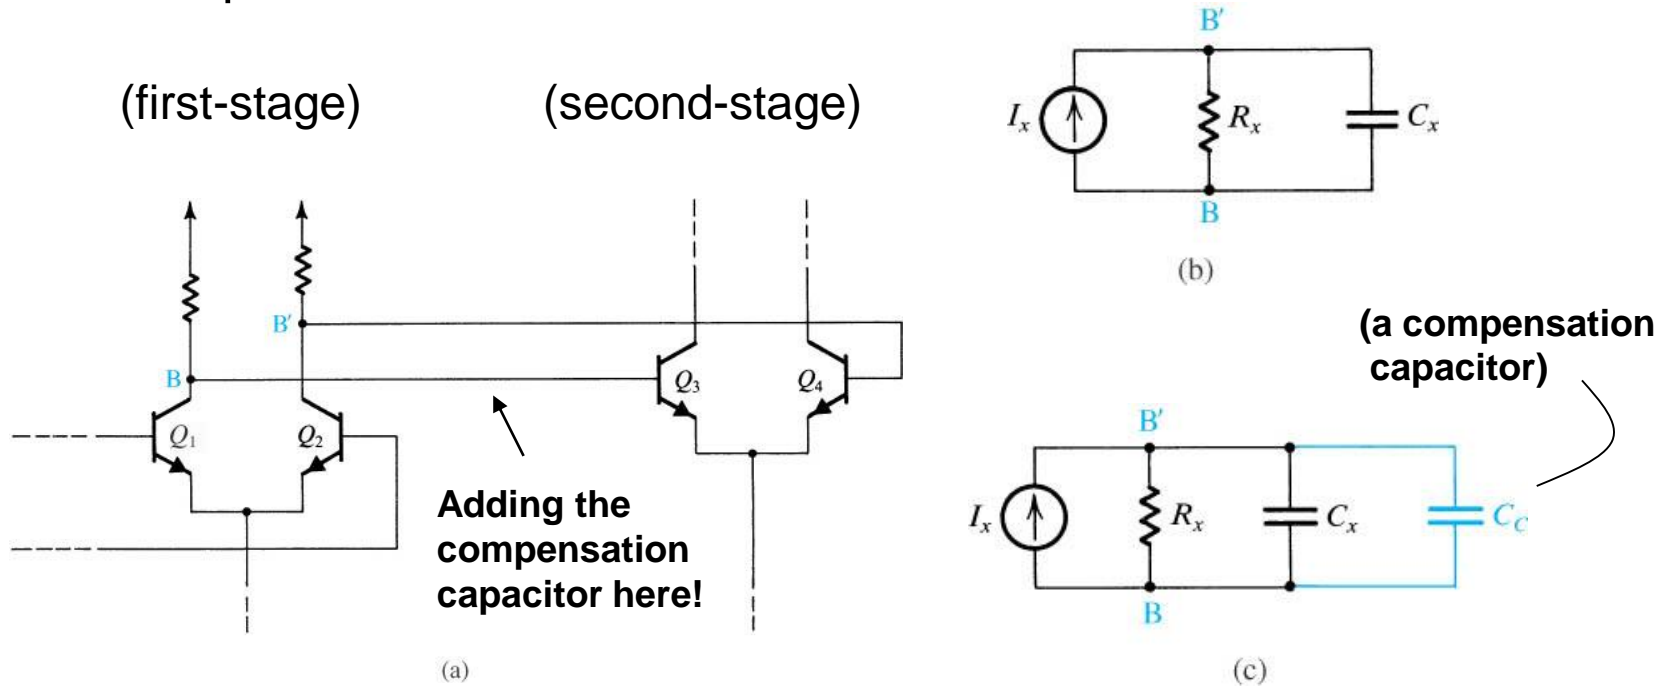 (first-stage)
(second-stage)
B'
B
Q1
Q2
Q3
Q4
Adding the
compensation
capacitor here!
(a)
B'
Ix
Rx
Cx
B
(b)
(a compensation
capacitor)
B'
Ix
Rx
Cx
CC
B
(c)